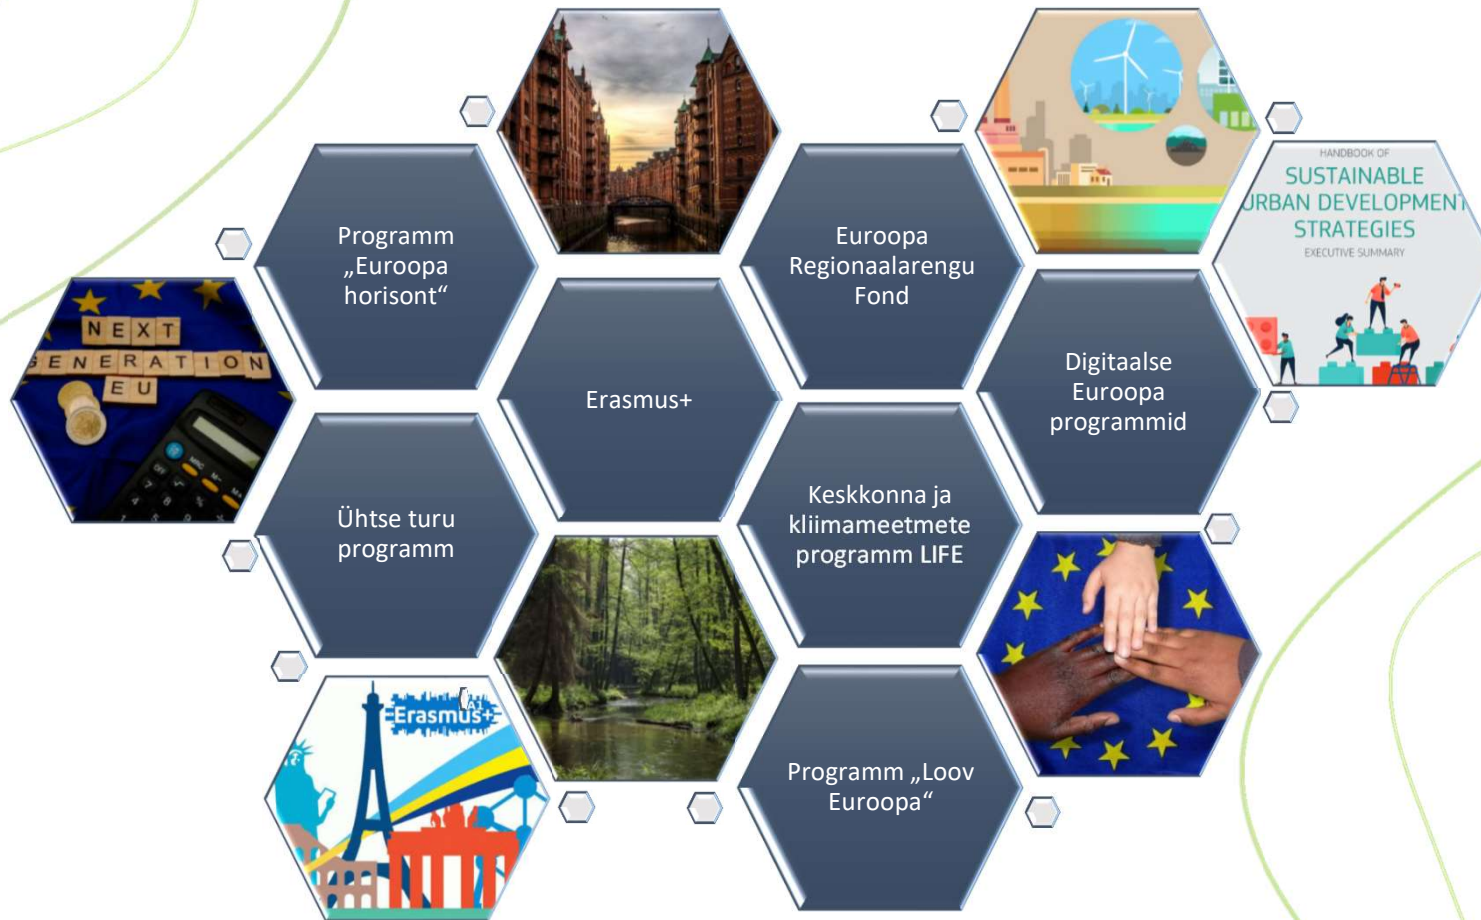 HANDBOOK OF
SUSTAINABLE
URBAN DEVELOPMENT
STRATEGIES
EXECUTIVE SUMMARY
Programm
„Euroopa
horisont“
Euroopa
Regionaalarengu
Fond
NEXT
GENERATION
EU
Erasmus+
Digitaalse
Euroopa
programmid
Ühtse turu
programm
Keskkonna ja
kliimameetmete
programm LIFE
A1
Erasmus+
Programm „Loov
Euroopa“